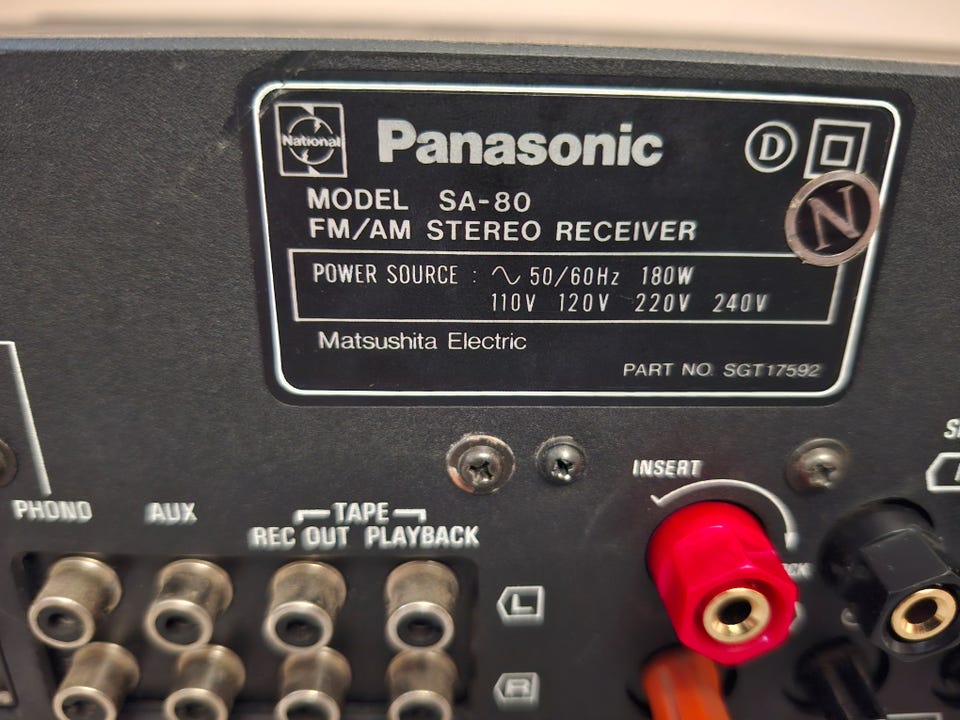 National
Panasonic
D
N
MODEL SA-80
FM/AM STEREO RECEIVER
POWER SOURCE : ∿ 50/60Hz 180W
110V 120V 220V 240V
Matsushita Electric
PART NO. SGT17592
INSERT
PHONO AUX TAPE
REC OUT PLAYBACK
L
R